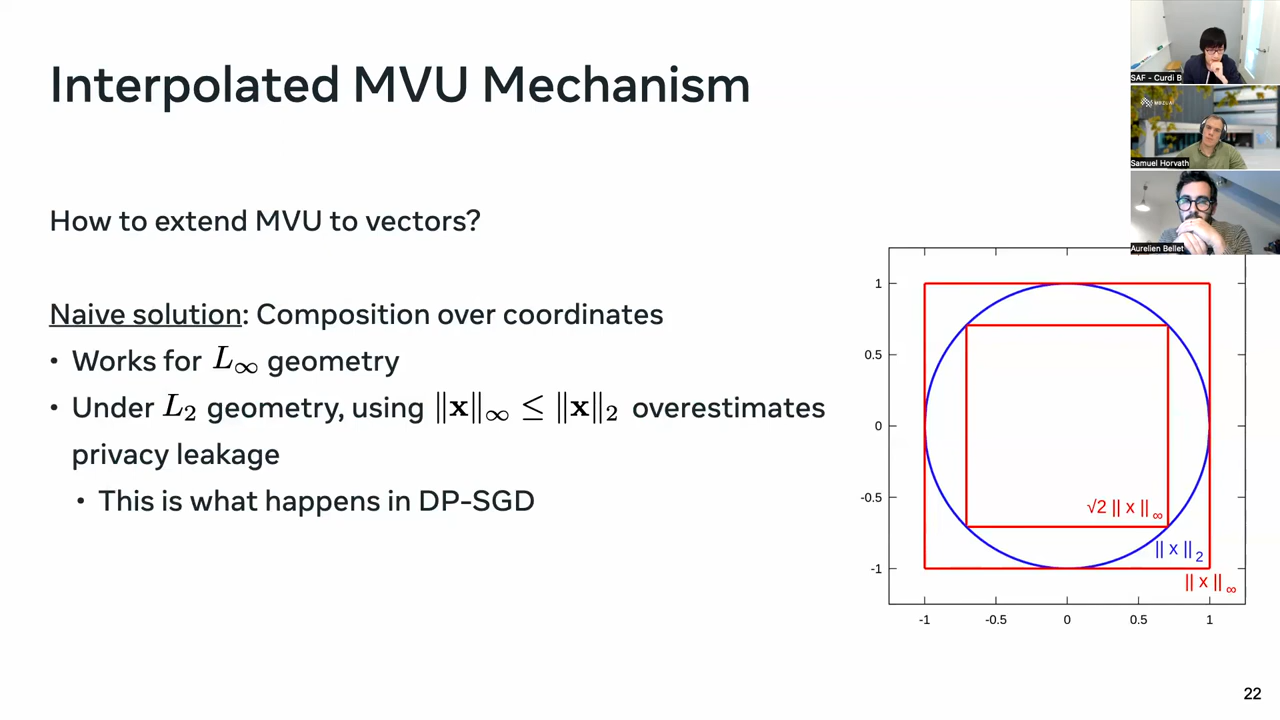 Interpolated MVU Mechanism
How to extend MVU to vectors?
Naive solution: Composition over coordinates
• Works for L∞ geometry
• Under L₂ geometry, using ‖x‖∞ ≤ ‖x‖₂ overestimates
privacy leakage
• This is what happens in DP-SGD
SAF - Curdi B
Samuel Horvath
Aurelien Bellet
1
0.5
0
-0.5
-1
-1 -0.5 0 0.5 1
√2 || x ||∞
|| x ||₂
|| x ||∞
22